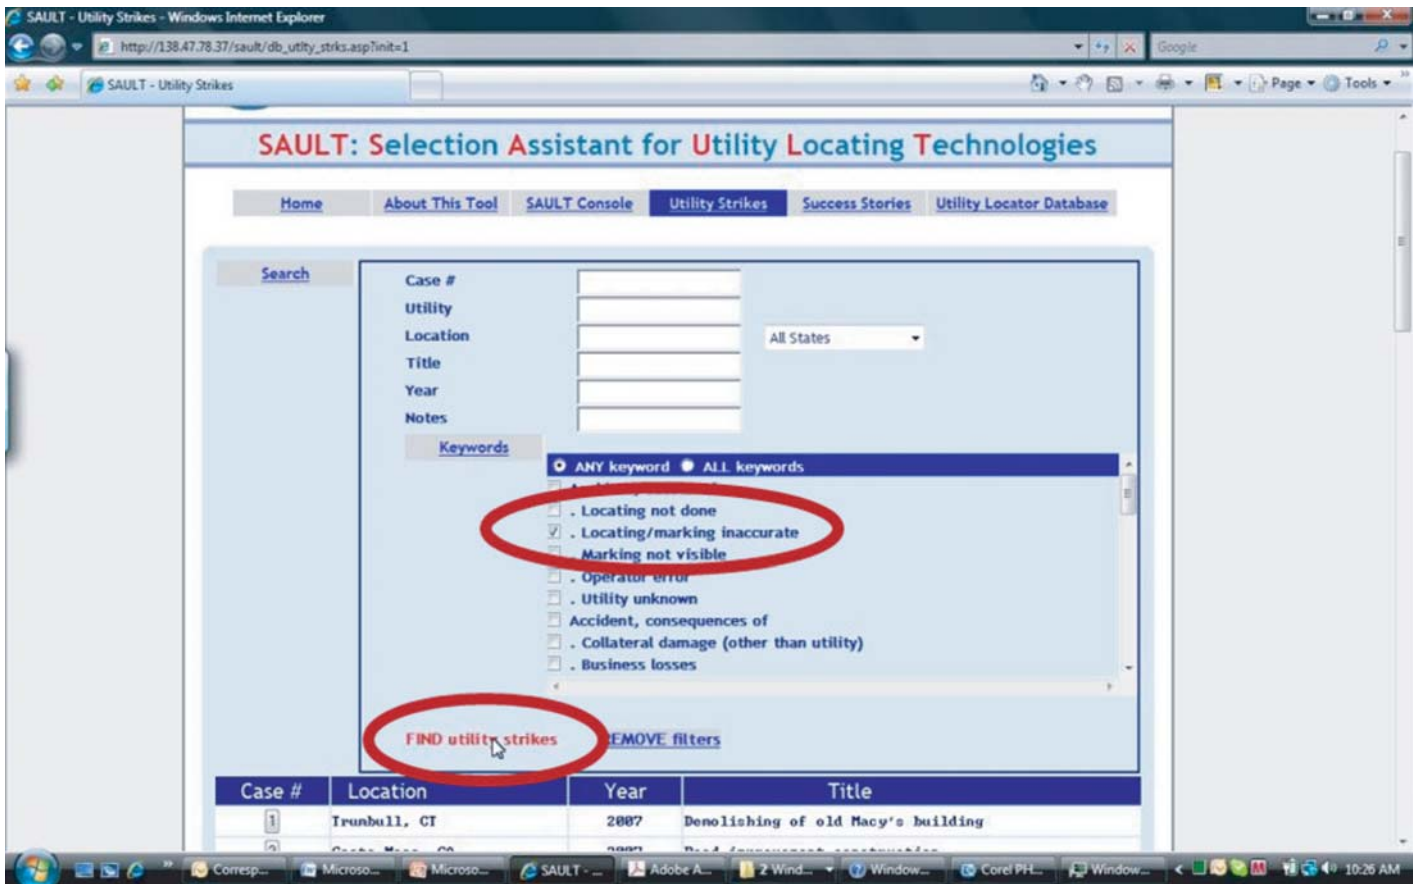 SAULT - Utility Strikes - Windows Internet Explorer
http://138.47.78.37/sault/db_utlty_strks.asp?init=1
Google
SAULT - Utility Strikes
Page
Tools
SAULT: Selection Assistant for Utility Locating Technologies
Home About This Tool SAULT Console Utility Strikes Success Stories Utility Locator Database
Search
Case #
Utility
Location All States
Title
Year
Notes
Keywords
ANY keyword ALL keywords
. Locating not done
. Locating/marking inaccurate
. Marking not visible
. Operator error
. Utility unknown
Accident, consequences of
. Collateral damage (other than utility)
. Business losses
FIND utility strikes REMOVE filters
Case # Location Year Title
1 Trunbull, CT 2007 Demolishing of old Macy's building
Corresp... Microso... Microso... SAULT - ... Adobe A... 2 Wind... Window... Corel PH... Window... 10:26 AM